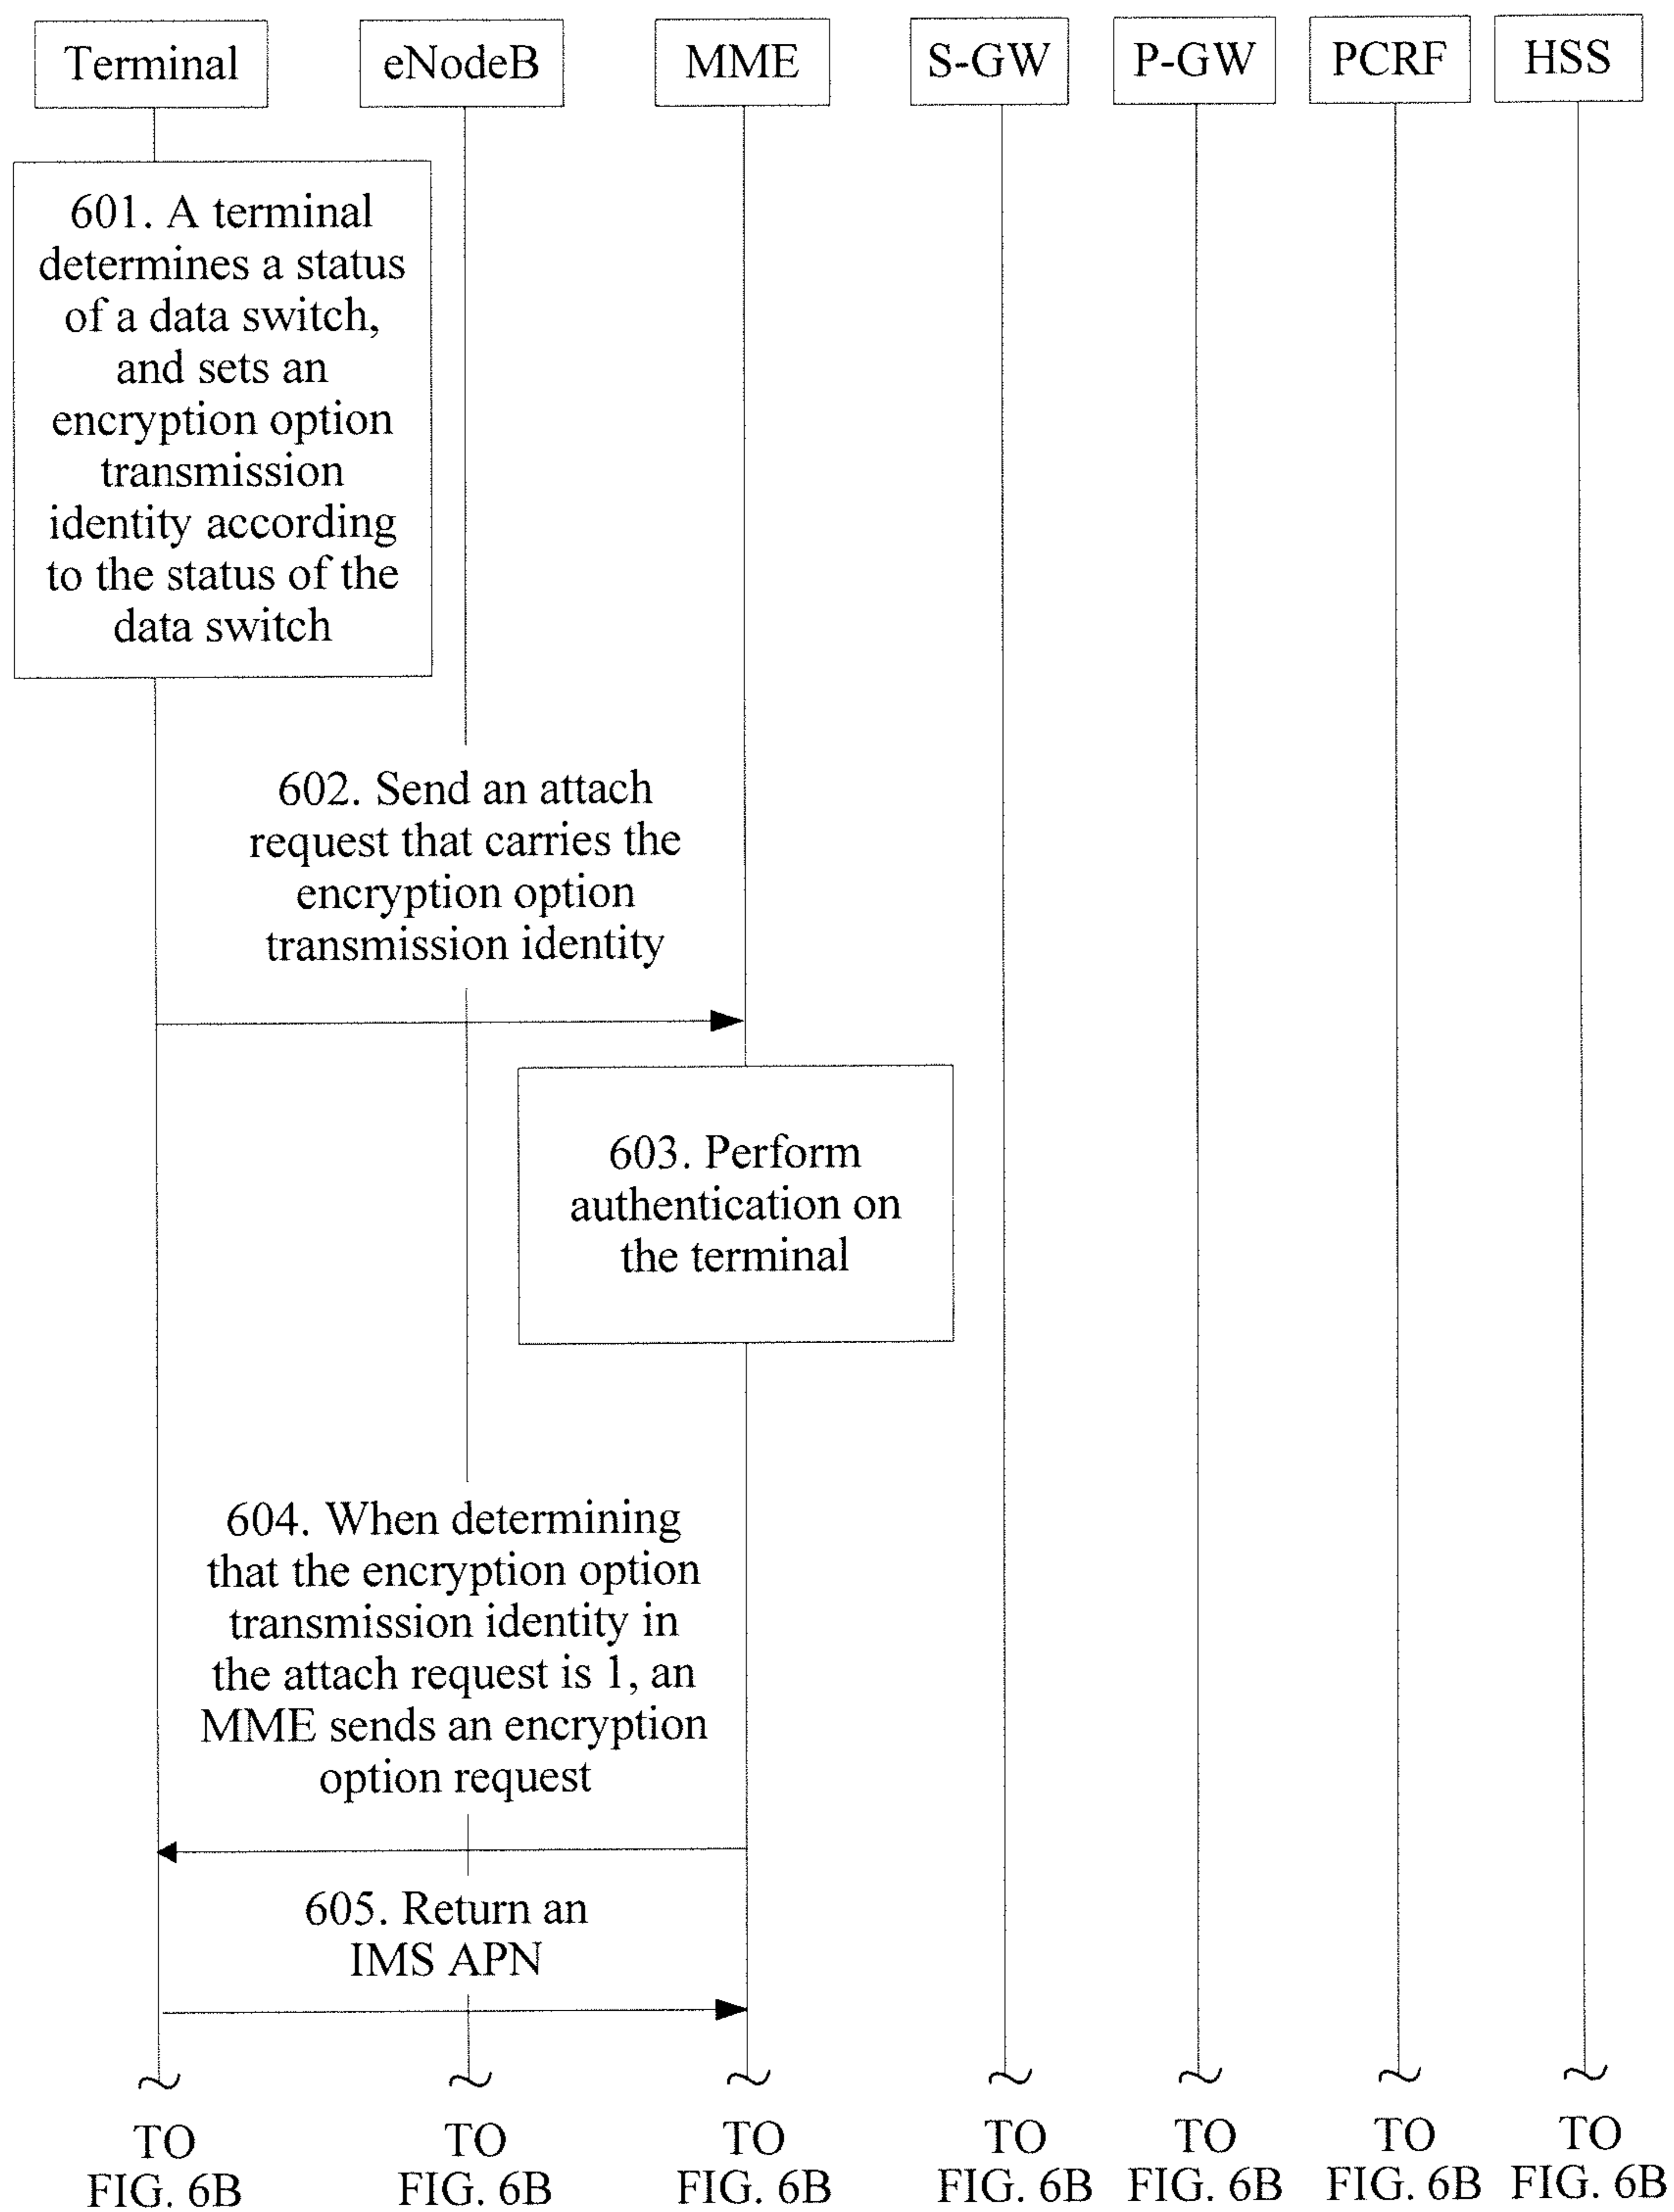 Terminal
eNodeB
MME
S-GW
P-GW
PCRF
HSS
601. A terminal
determines a status
of a data switch,
and sets an
encryption option
transmission
identity according
to the status of the
data switch
602. Send an attach
request that carries the
encryption option
transmission identity
603. Perform
authentication on
the terminal
604. When determining
that the encryption option
transmission identity in
the attach request is 1, an
MME sends an encryption
option request
605. Return an
IMS APN
TO
FIG. 6B
TO
FIG. 6B
TO
FIG. 6B
TO
FIG. 6B
TO
FIG. 6B
TO
FIG. 6B
TO
FIG. 6B